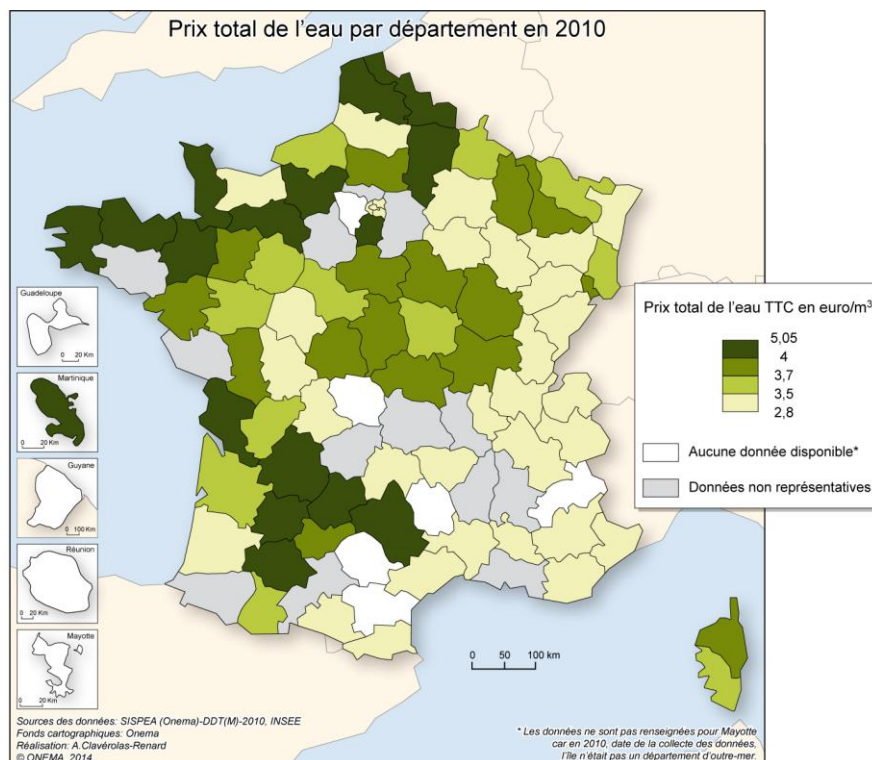 Prix total de l'eau par département en 2010
Guadeloupe
0 20 Km
Martinique
0 20 Km
Guyane
0 100 Km
Réunion
0 20 Km
Mayotte
0 20 Km
Prix total de l'eau TTC en euro/m³
5,05
4
3,7
3,5
2,8
Aucune donnée disponible*
Données non représentatives
0 50 100 km
Sources des données: SISPEA (Onema)-DDT(M)-2010, INSEE
Fonds cartographiques: Onema
Réalisation: A.Clavérolas-Renard
© ONEMA, 2014
* Les données ne sont pas renseignées pour Mayotte
car en 2010, date de la collecte des données,
l'île n'était pas un département d'outre-mer.